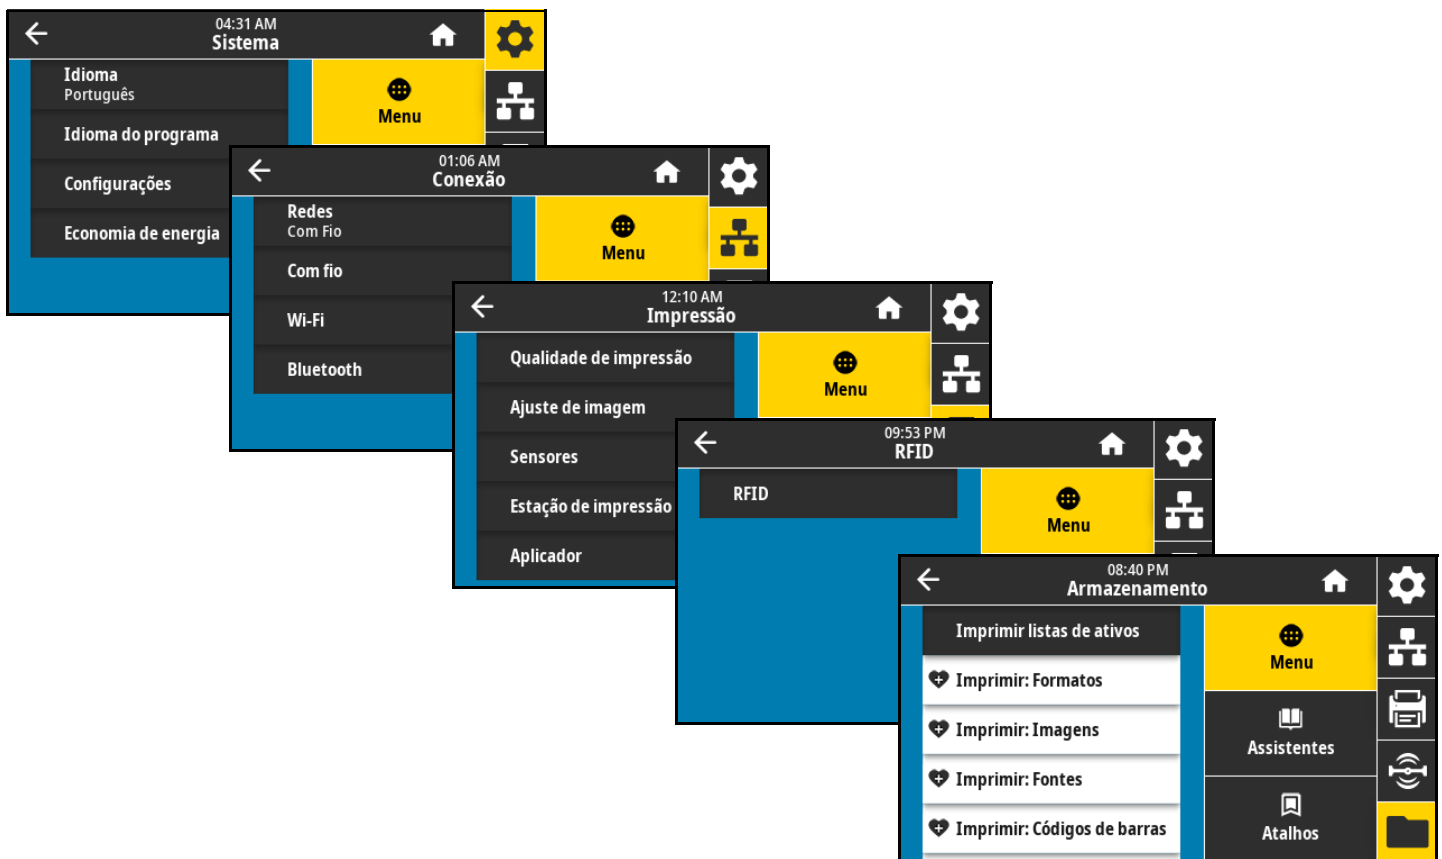 04:31 AM
Sistema
Idioma
Português
Idioma do programa
Configurações
Economia de energia
Menu
01:06 AM
Conexão
Redes
Com Fio
Com fio
Wi-Fi
Bluetooth
Menu
12:10 AM
Impressão
Qualidade de impressão
Ajuste de imagem
Sensores
Estação de impressão
Aplicador
Menu
09:53 PM
RFID
RFID
Menu
08:40 PM
Armazenamento
Imprimir listas de ativos
Imprimir: Formatos
Imprimir: Imagens
Imprimir: Fontes
Imprimir: Códigos de barras
Menu
Assistentes
Atalhos